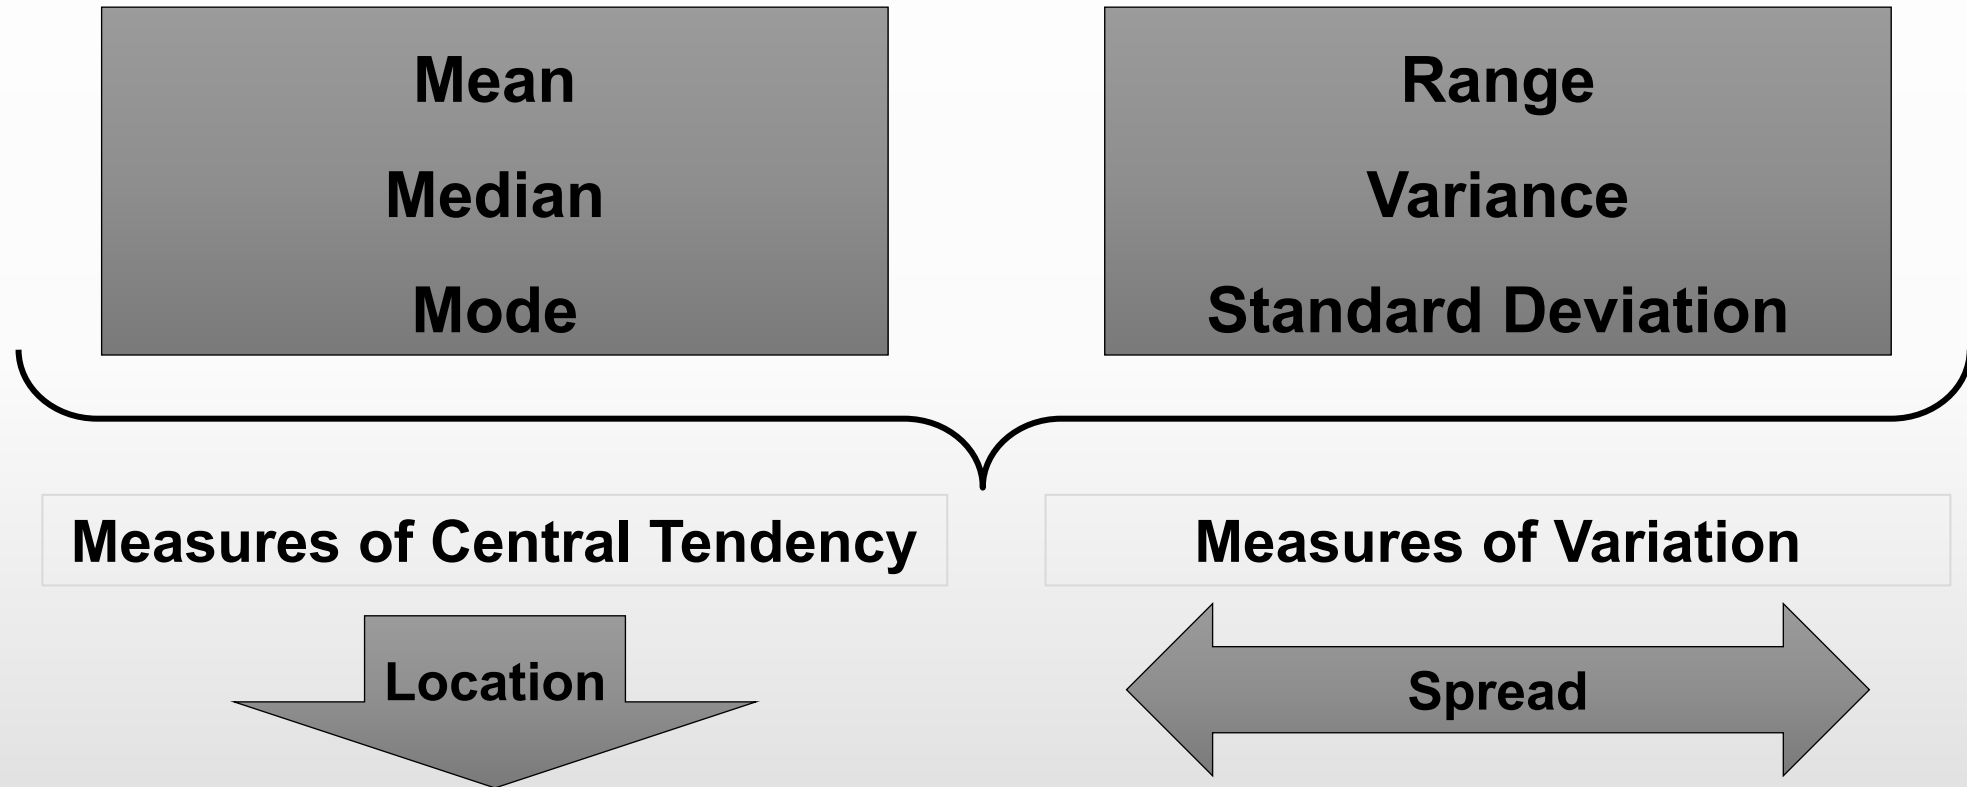 Mean
Median
Mode
Range
Variance
Standard Deviation
Measures of Central Tendency
Measures of Variation
Location
Spread